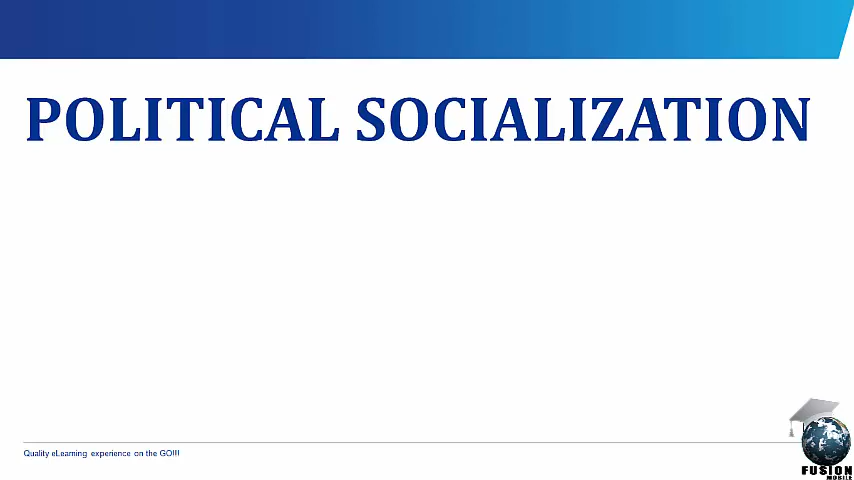 POLITICAL SOCIALIZATION
Quality eLearning experience on the GO!!!
FUSION
MOBILE